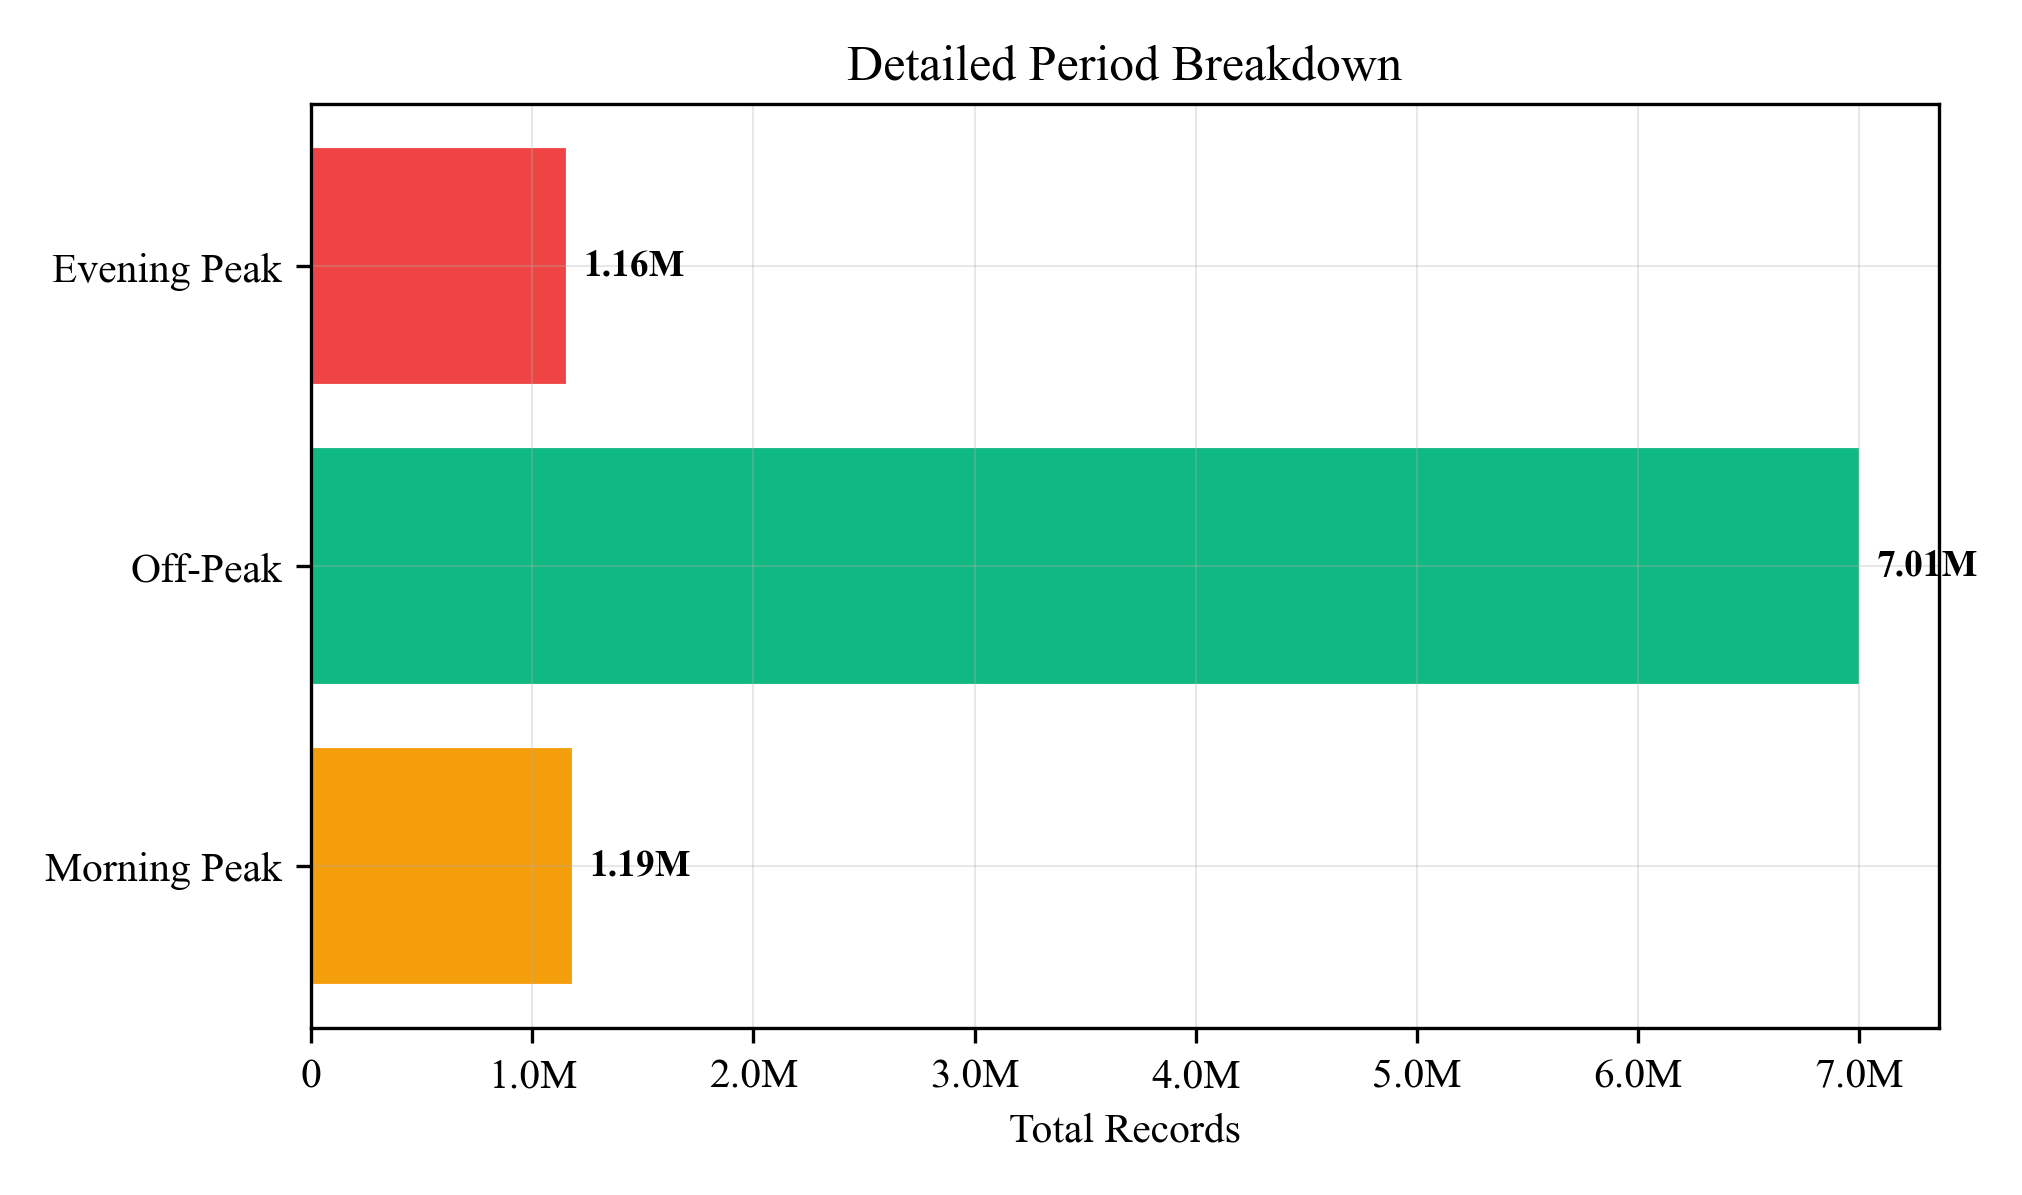 Detailed Period Breakdown
Evening Peak
1.16M
Off-Peak
7.01M
Morning Peak
1.19M
0 1.0M 2.0M 3.0M 4.0M 5.0M 6.0M 7.0M
Total Records